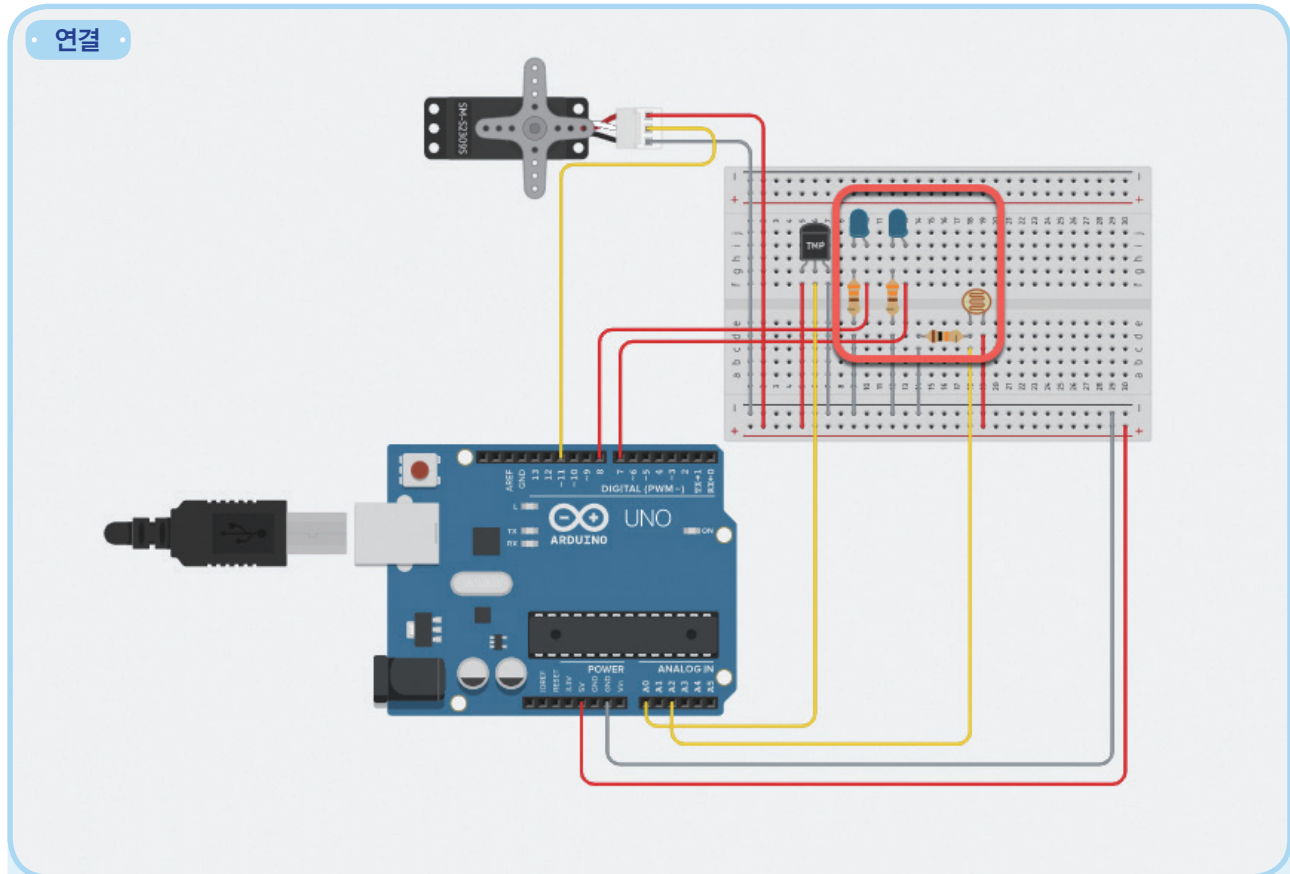 연결
SM-S2309S
TMP
AREF
GND
13
12
~11
~10
~9
8
7
~6
~5
4
~3
2
TX→1
RX←0
DIGITAL (PWM~)
L
TX
RX
ARDUINO
UNO
ON
POWER
ANALOG IN
IOREF
RESET
3.3V
5V
GND
GND
Vin
A0
A1
A2
A3
A4
A5